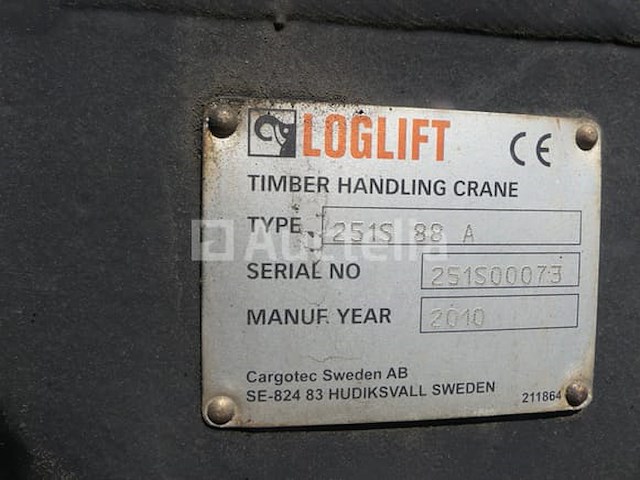 LOGLIFT CE
TIMBER HANDLING CRANE
TYPE 251S 88 A
SERIAL NO 251S00073
MANUF. YEAR 2010
Cargotec Sweden AB
SE-824 83 HUDIKSVALL SWEDEN
211864
Auctelia